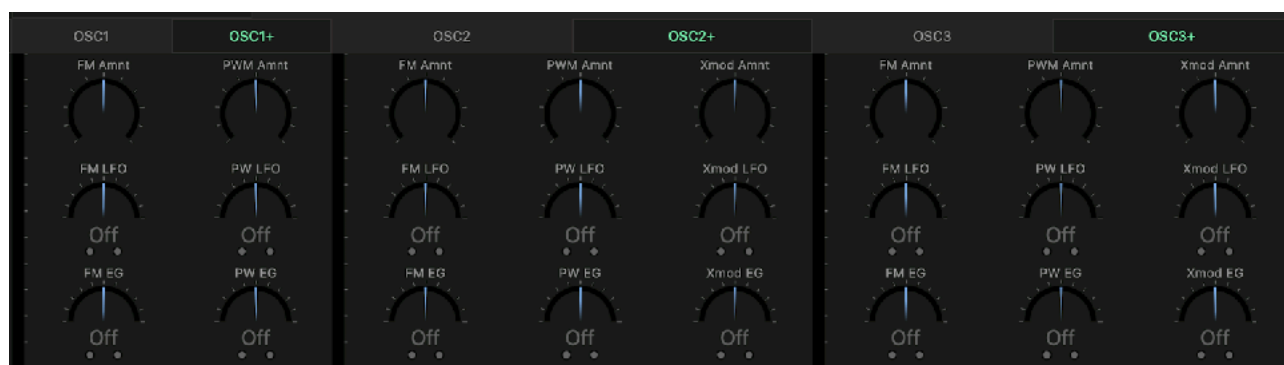 OSC1 OSC1+ OSC2 OSC2+ OSC3 OSC3+
FM Amnt PWM Amnt FM Amnt PWM Amnt Xmod Amnt FM Amnt PWM Amnt Xmod Amnt
FM LFO PW LFO FM LFO PW LFO Xmod LFO FM LFO PW LFO Xmod LFO
Off Off Off Off Off Off Off Off
FM EG PW EG FM EG PW EG Xmod EG FM EG PW EG Xmod EG
Off Off Off Off Off Off Off Off